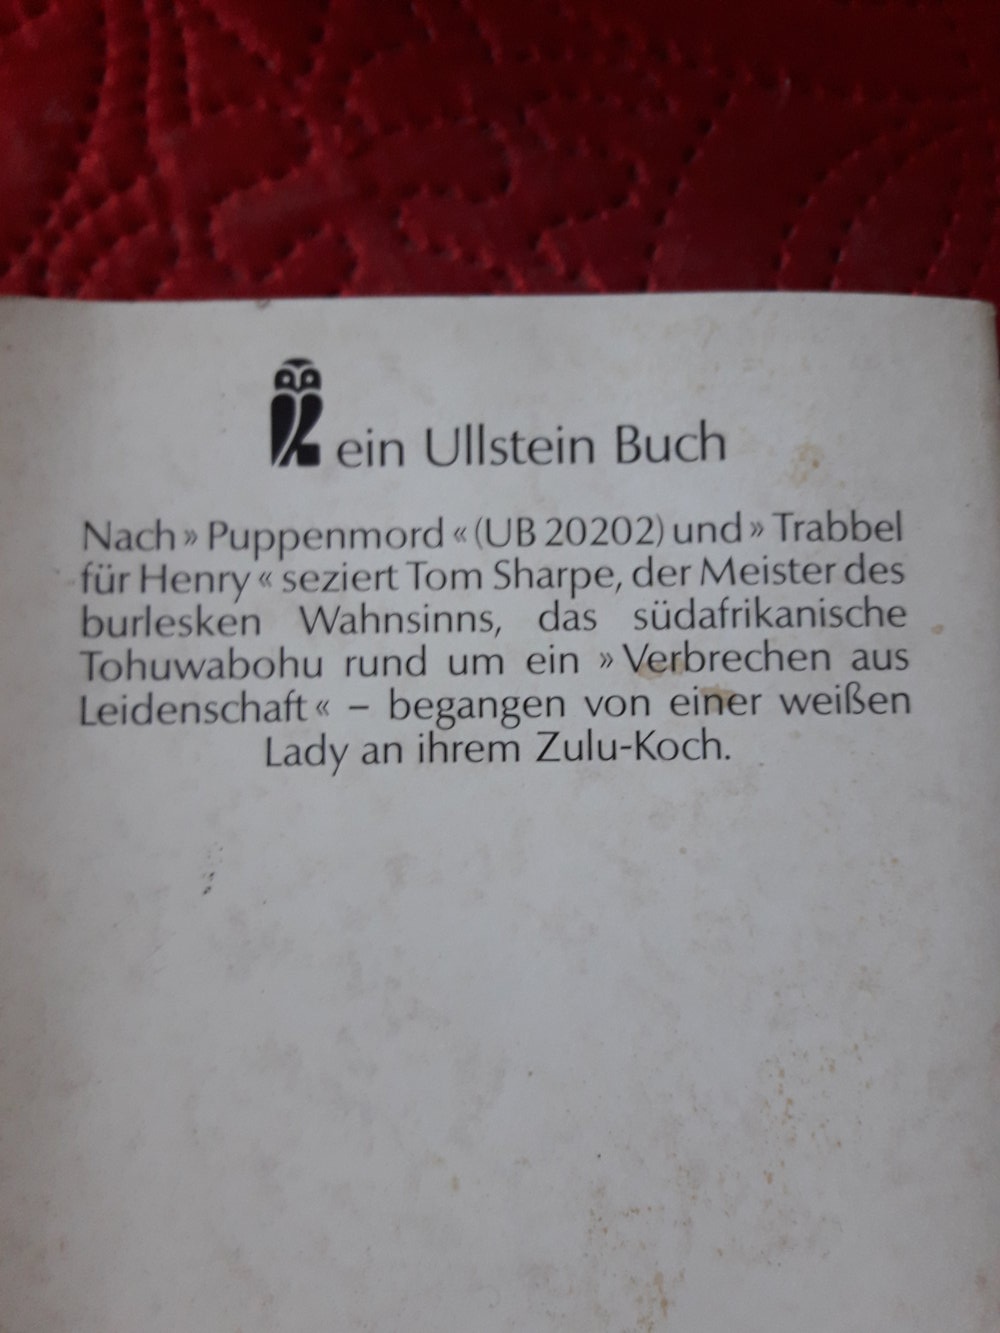 ein Ullstein Buch
Nach » Puppenmord « (UB 20202) und » Trabbel
für Henry « seziert Tom Sharpe, der Meister des
burlesken Wahnsinns, das südafrikanische
Tohuwabohu rund um ein » Verbrechen aus
Leidenschaft « – begangen von einer weißen
Lady an ihrem Zulu-Koch.